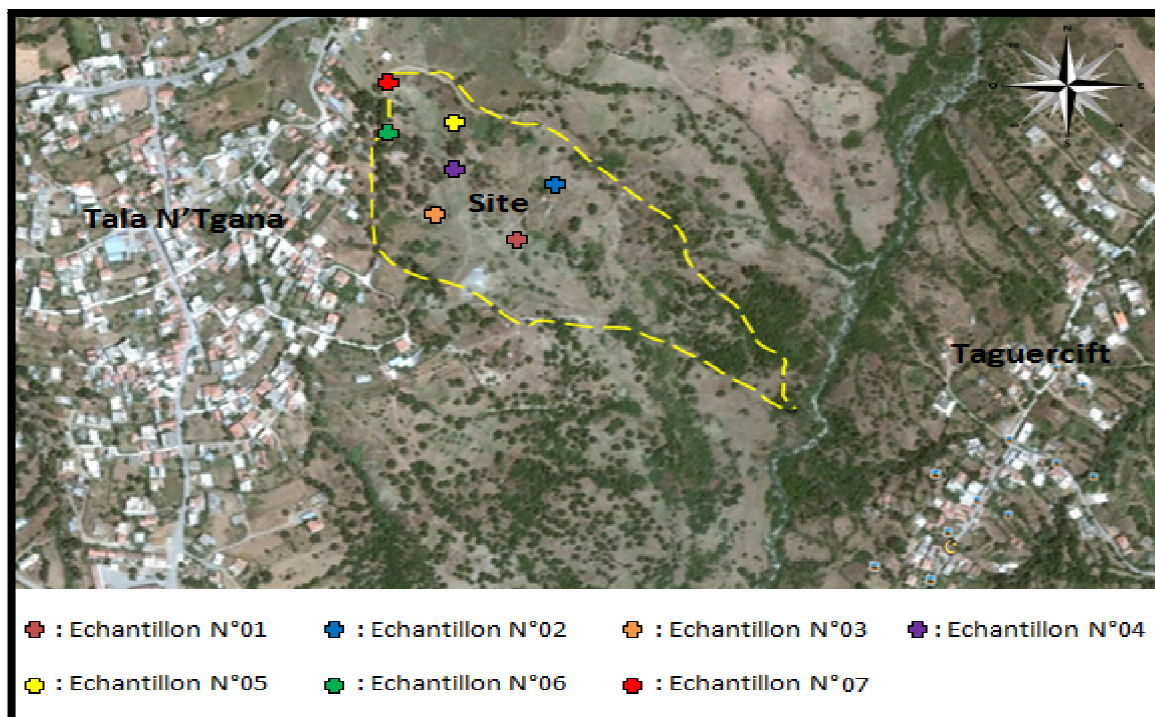 N
Site
Tala N'Tgana
Taguercift
: Echantillon N°01
: Echantillon N°02
: Echantillon N°03
: Echantillon N°04
: Echantillon N°05
: Echantillon N°06
: Echantillon N°07